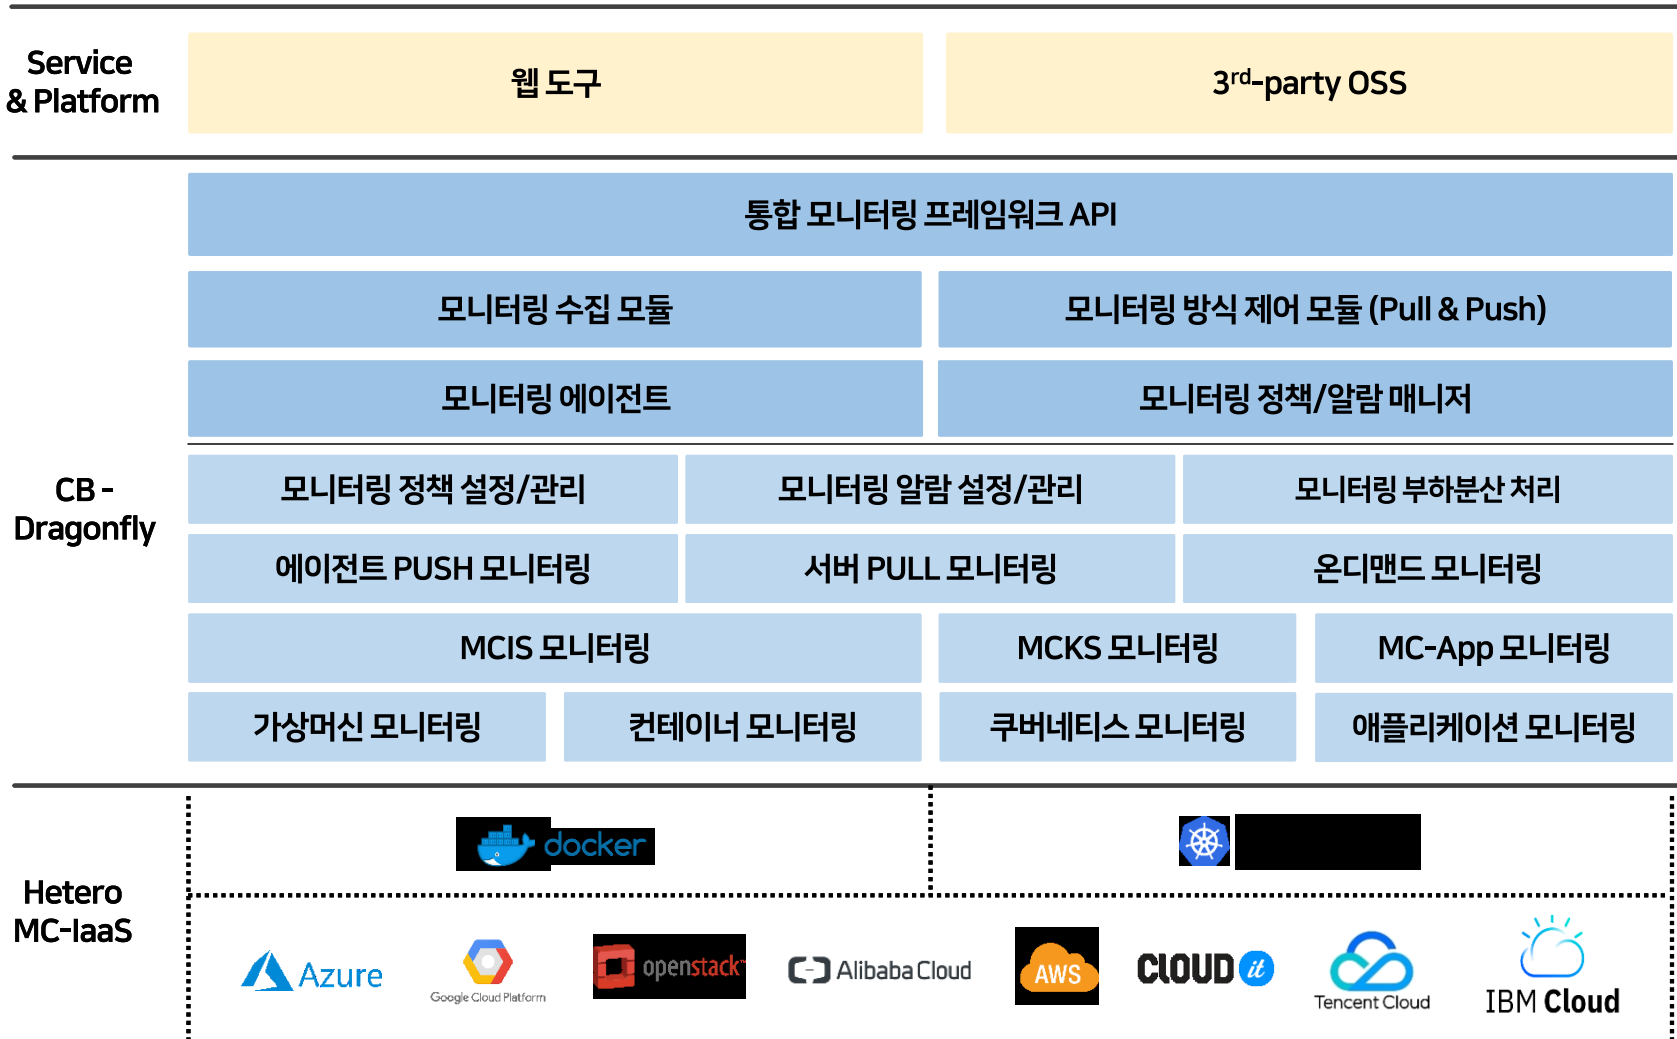 Service
& Platform
웹 도구
3rd-party OSS
통합 모니터링 프레임워크 API
모니터링 수집 모듈
모니터링 방식 제어 모듈 (Pull & Push)
모니터링 에이전트
모니터링 정책/알람 매니저
CB -
Dragonfly
모니터링 정책 설정/관리
모니터링 알람 설정/관리
모니터링 부하분산 처리
에이전트 PUSH 모니터링
서버 PULL 모니터링
온디맨드 모니터링
MCIS 모니터링
MCKS 모니터링
MC-App 모니터링
가상머신 모니터링
컨테이너 모니터링
쿠버네티스 모니터링
애플리케이션 모니터링
Hetero
MC-IaaS
docker
Azure
Google Cloud Platform
openstack™
Alibaba Cloud
AWS
CLOUD it
Tencent Cloud
IBM Cloud